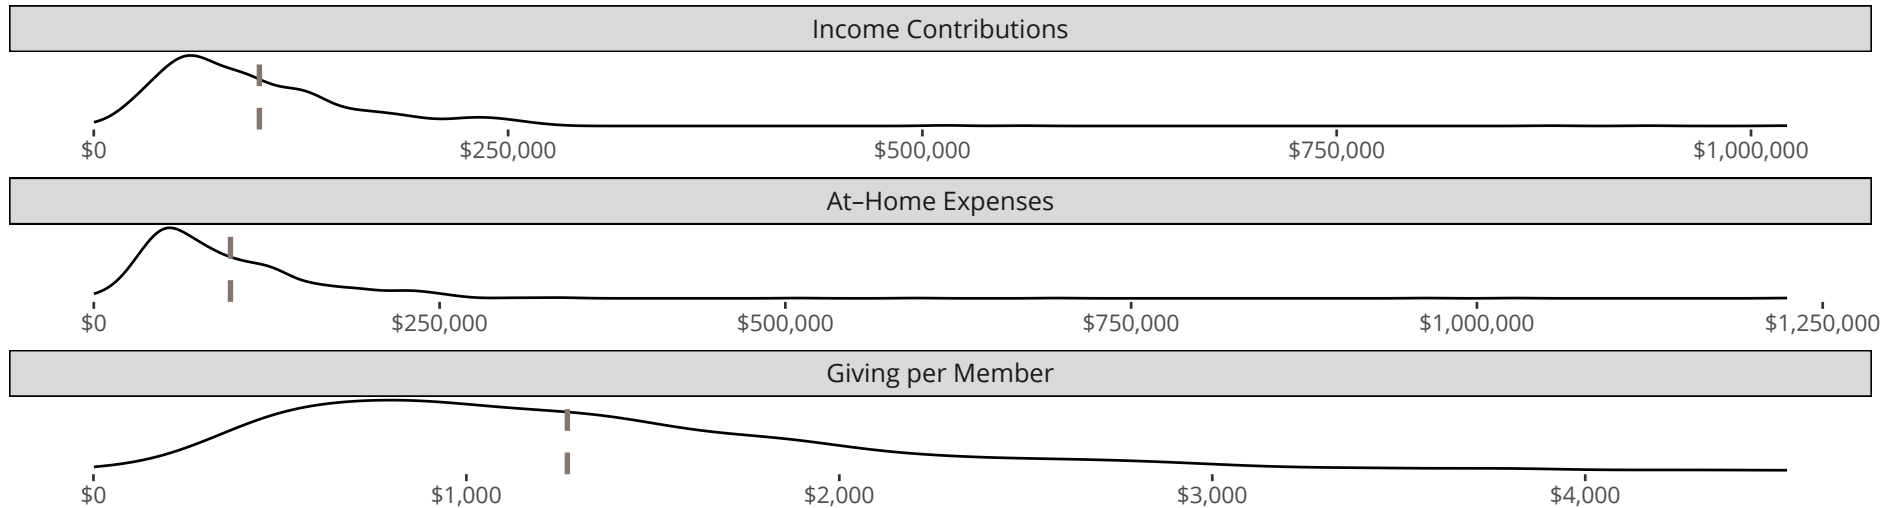 Income Contributions
$0 $250,000 $500,000 $750,000 $1,000,000
At–Home Expenses
$0 $250,000 $500,000 $750,000 $1,000,000 $1,250,000
Giving per Member
$0 $1,000 $2,000 $3,000 $4,000